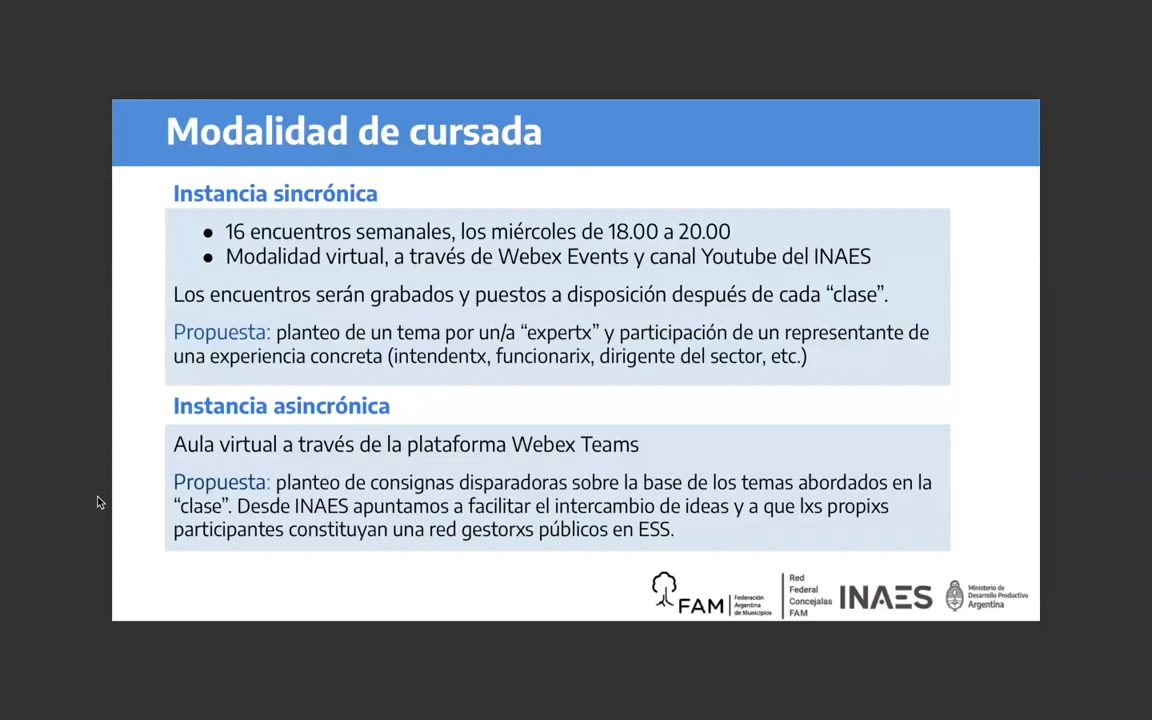 Modalidad de cursada
Instancia sincrónica
● 16 encuentros semanales, los miércoles de 18.00 a 20.00
● Modalidad virtual, a través de Webex Events y canal Youtube del INAES
Los encuentros serán grabados y puestos a disposición después de cada “clase”.
Propuesta: planteo de un tema por un/a “expertx” y participación de un representante de
una experiencia concreta (intendentx, funcionarix, dirigente del sector, etc.)
Instancia asincrónica
Aula virtual a través de la plataforma Webex Teams
Propuesta: planteo de consignas disparadoras sobre la base de los temas abordados en la
“clase”. Desde INAES apuntamos a facilitar el intercambio de ideas y a que lxs propixs
participantes constituyan una red gestorxs públicos en ESS.
FAM
Federación
Argentina
de Municipios
Red
Federal
Concejalas
FAM
INAES
Ministerio de
Desarrollo Productivo
Argentina